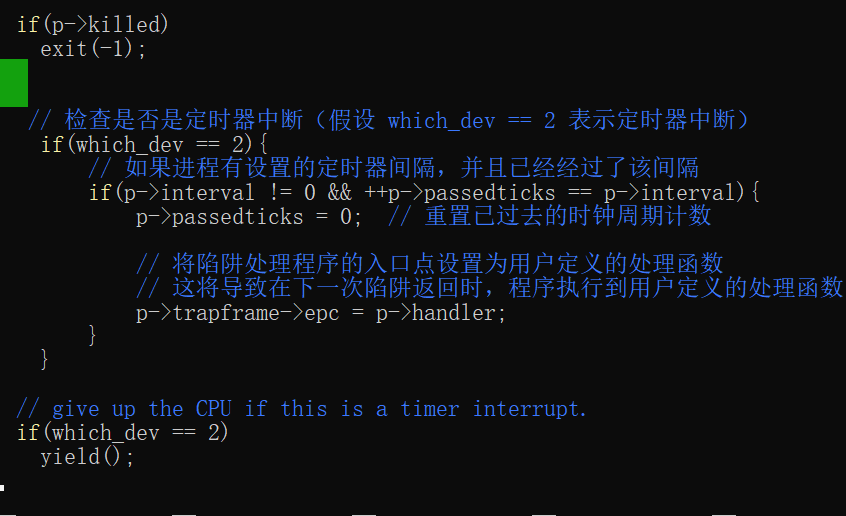 if(p->killed)
exit(-1);
// 检查是否是定时器中断（假设 which_dev == 2 表示定时器中断）
if(which_dev == 2){
// 如果进程有设置的定时器间隔，并且已经经过了该间隔
if(p->interval != 0 && ++p->passedticks == p->interval){
p->passedticks = 0;  // 重置已过去的时钟周期计数
// 将陷阱处理程序的入口点设置为用户定义的处理函数
// 这将导致在下一次陷阱返回时，程序执行到用户定义的处理函数
p->trapframe->epc = p->handler;
}
}
// give up the CPU if this is a timer interrupt.
if(which_dev == 2)
yield();